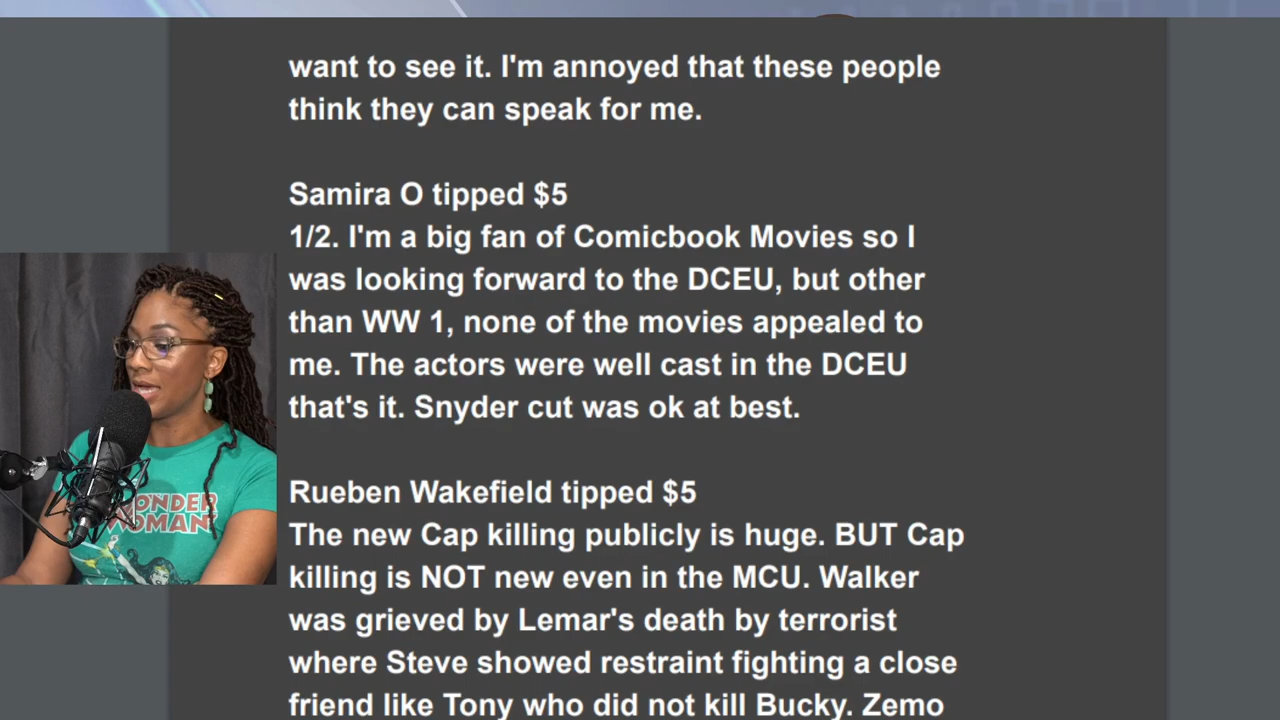 want to see it. I'm annoyed that these people
think they can speak for me.
Samira O tipped $5
1/2. I'm a big fan of Comicbook Movies so I
was looking forward to the DCEU, but other
than WW 1, none of the movies appealed to
me. The actors were well cast in the DCEU
that's it. Snyder cut was ok at best.
Rueben Wakefield tipped $5
The new Cap killing publicly is huge. BUT Cap
killing is NOT new even in the MCU. Walker
was grieved by Lemar's death by terrorist
where Steve showed restraint fighting a close
friend like Tony who did not kill Bucky. Zemo
WONDER
WOMAN